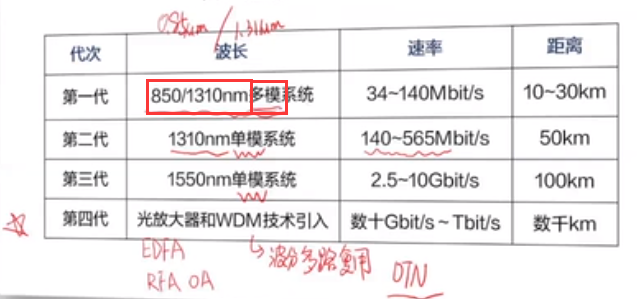 0.85μm / 1.31μm
代次 波长 速率 距离
第一代 850/1310nm多模系统 34~140Mbit/s 10~30km
第二代 1310nm单模系统 140~565Mbit/s 50km
第三代 1550nm单模系统 2.5~10Gbit/s 100km
第四代 光放大器和WDM技术引入 数十Gbit/s~Tbit/s 数千km
EDFA 波分多路复用 OTN
RFA OA